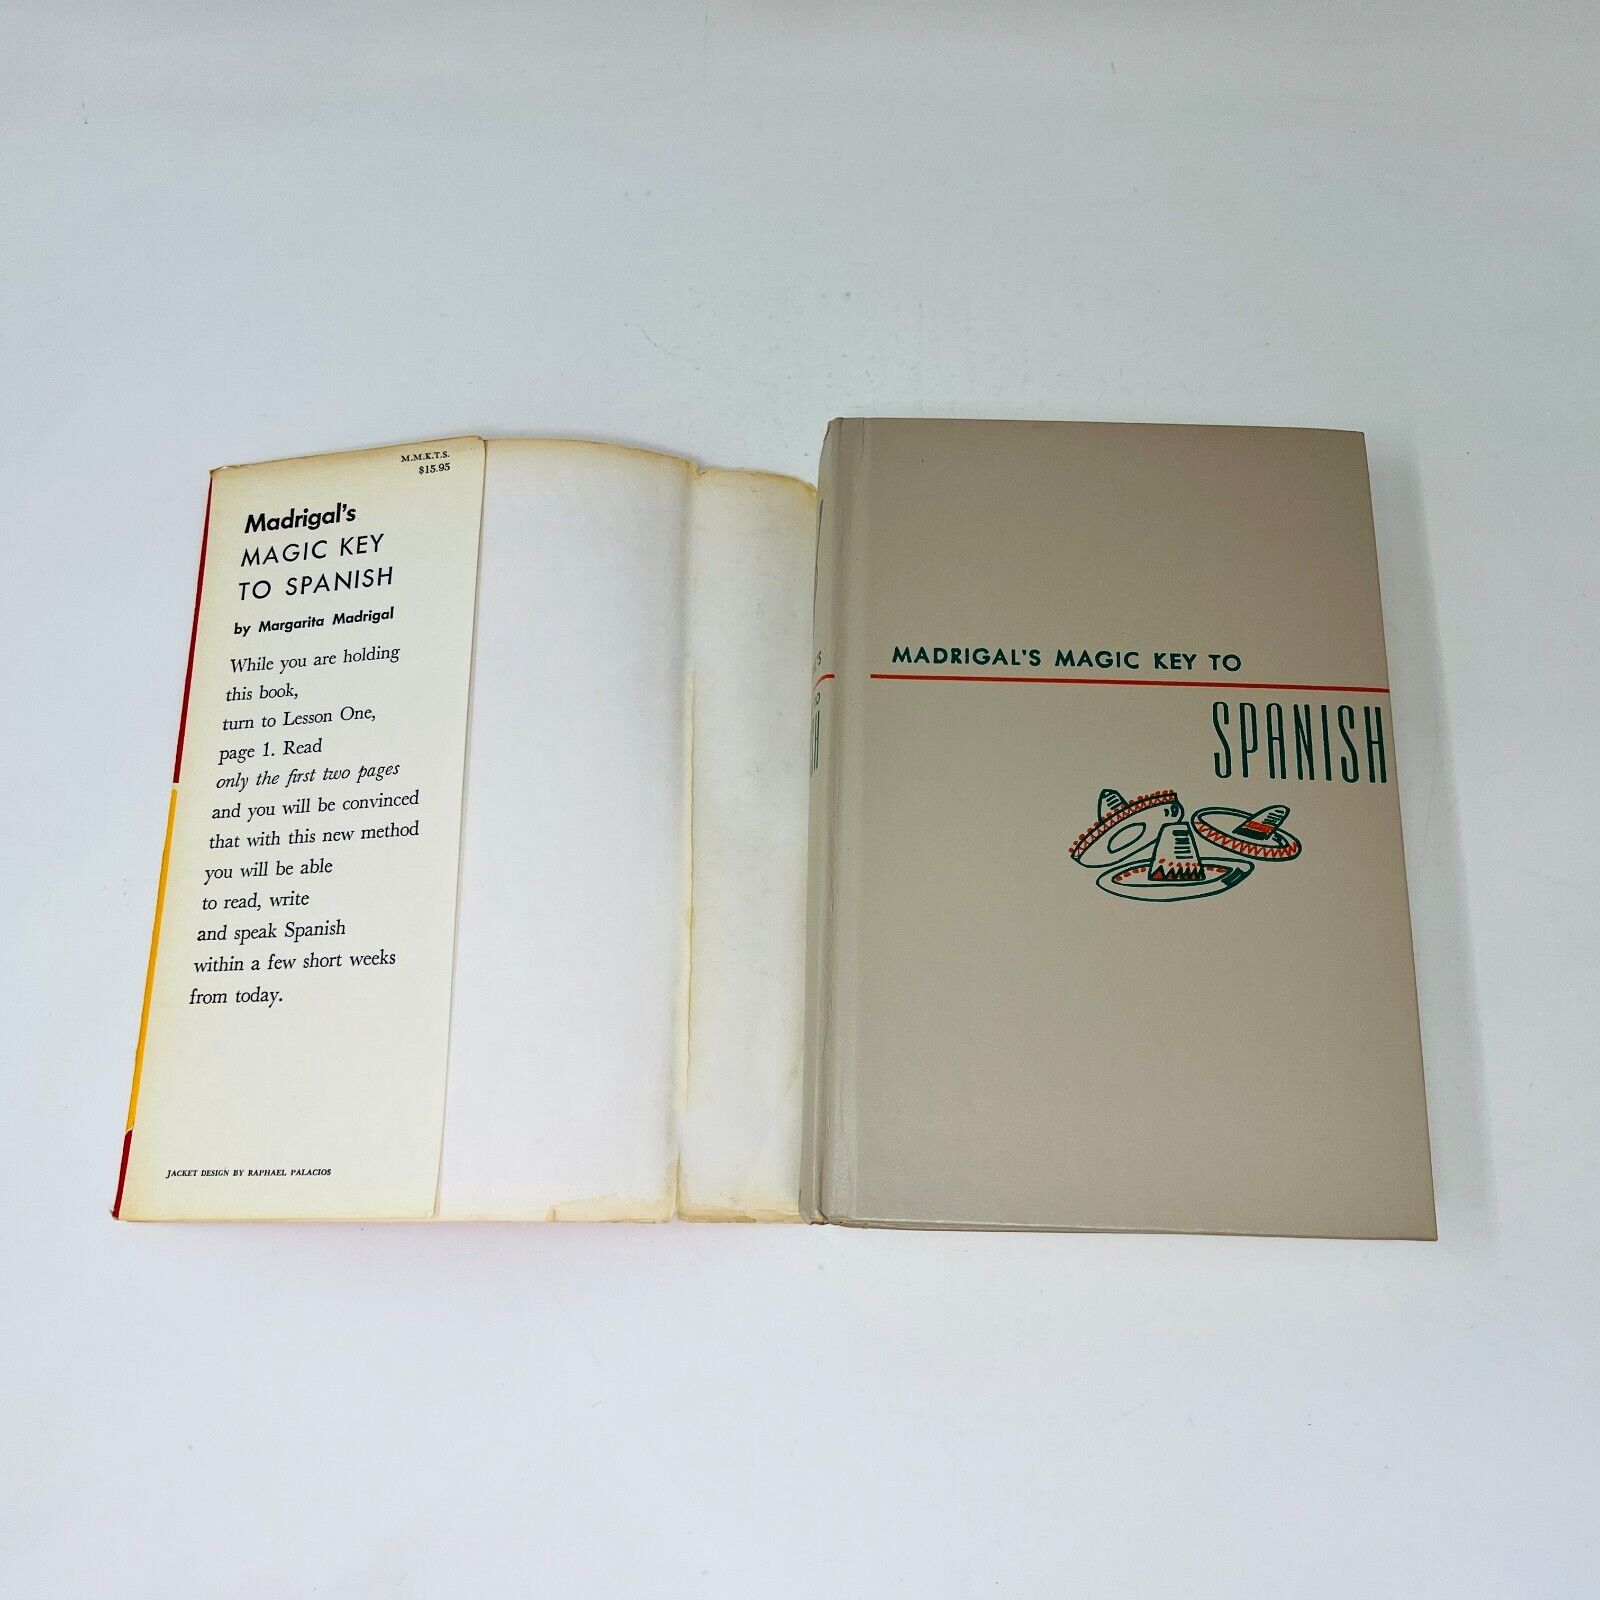 M.M.K.T.S.
$15.95
Madrigal's
MAGIC KEY
TO SPANISH
by Margarita Madrigal
While you are holding
this book,
turn to Lesson One,
page 1. Read
only the first two pages
and you will be convinced
that with this new method
you will be able
to read, write
and speak Spanish
within a few short weeks
from today.
JACKET DESIGN BY RAPHAEL PALACIOS
MADRIGAL'S MAGIC KEY TO
SPANISH